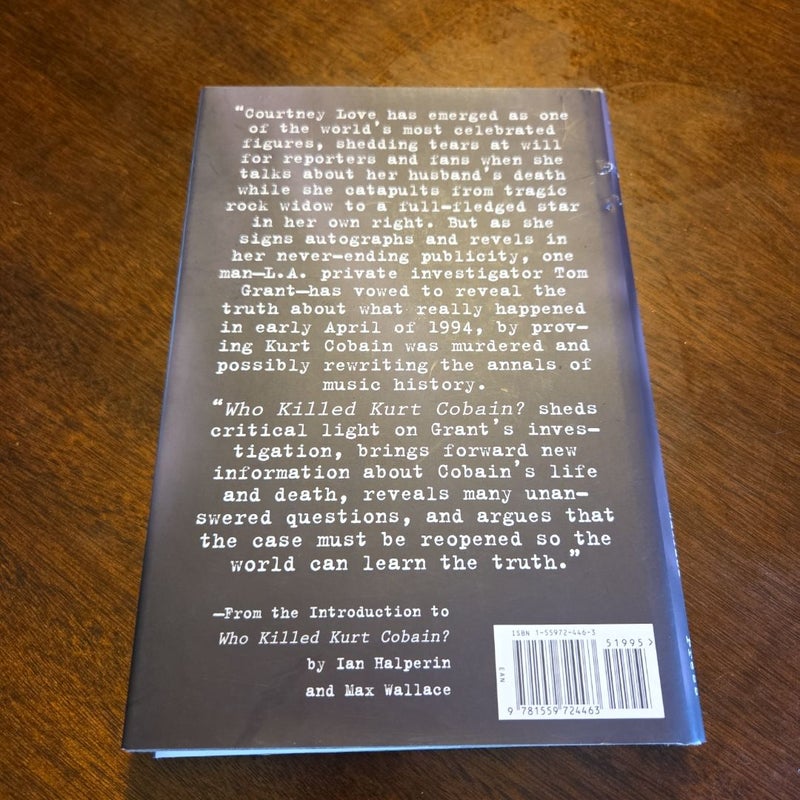 “Courtney Love has emerged as one
of the world's most celebrated
figures, shedding tears at will
for reporters and fans when she
talks about her husband's death
while she catapults from tragic
rock widow to a full-fledged star
in her own right. But as she
signs autographs and revels in
her never-ending publicity, one
man—L.A. private investigator Tom
Grant—has vowed to reveal the
truth about what really happened
in early April of 1994, by prov-
ing Kurt Cobain was murdered and
possibly rewriting the annals of
music history.
“Who Killed Kurt Cobain? sheds
critical light on Grant's inves-
tigation, brings forward new
information about Cobain's life
and death, reveals many unan-
swered questions, and argues that
the case must be reopened so the
world can learn the truth.”
—From the Introduction to
Who Killed Kurt Cobain?
by Ian Halperin
and Max Wallace
ISBN 1-55972-446-3
51995>
EAN
9 781559 724463